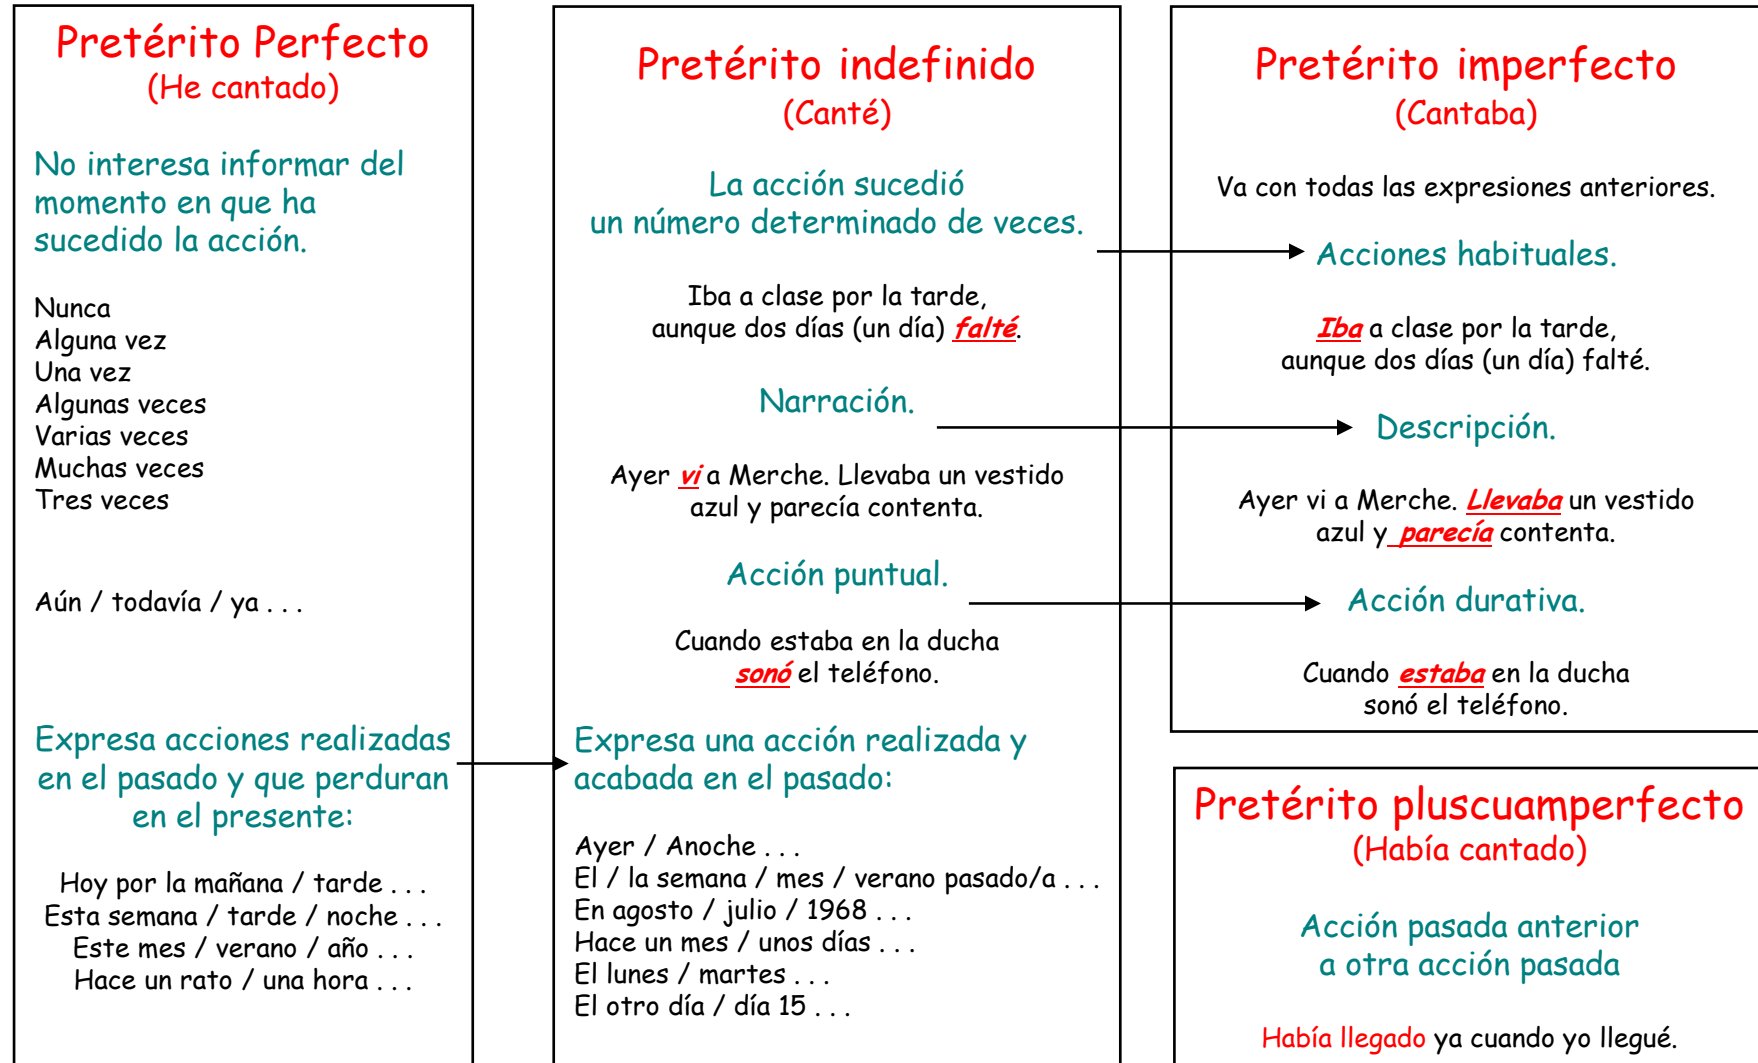 Pretérito Perfecto
(He cantado)
No interesa informar del
momento en que ha
sucedido la acción.
Nunca
Alguna vez
Una vez
Algunas veces
Varias veces
Muchas veces
Tres veces
Aún / todavía / ya . . .
Expresa acciones realizadas
en el pasado y que perduran
en el presente:
Hoy por la mañana / tarde . . .
Esta semana / tarde / noche . . .
Este mes / verano / año . . .
Hace un rato / una hora . . .
Pretérito indefinido
(Canté)
La acción sucedió
un número determinado de veces.
Iba a clase por la tarde,
aunque dos días (un día) falté.
Narración.
Ayer vi a Merche. Llevaba un vestido
azul y parecía contenta.
Acción puntual.
Cuando estaba en la ducha
sonó el teléfono.
Expresa una acción realizada y
acabada en el pasado:
Ayer / Anoche . . .
El / la semana / mes / verano pasado/a . . .
En agosto / julio / 1968 . . .
Hace un mes / unos días . . .
El lunes / martes . . .
El otro día / día 15 . . .
Pretérito imperfecto
(Cantaba)
Va con todas las expresiones anteriores.
Acciones habituales.
Iba a clase por la tarde,
aunque dos días (un día) falté.
Descripción.
Ayer vi a Merche. Llevaba un vestido
azul y parecía contenta.
Acción durativa.
Cuando estaba en la ducha
sonó el teléfono.
Pretérito pluscuamperfecto
(Había cantado)
Acción pasada anterior
a otra acción pasada
Había llegado ya cuando yo llegué.